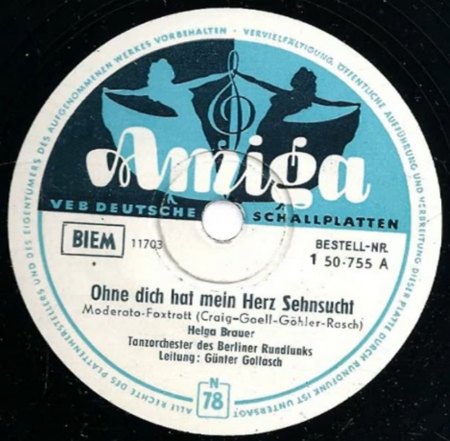 ALLE RECHTE DES PLATTENHERSTELLERS UND DES EIGENTÜMERS DES AUFGENOMMENEN WERKES VORBEHALTEN - VERVIELFÄLTIGUNG, ÖFFENTLICHE AUFFÜHRUNG UND VERBREITUNG DIESER PLATTE DURCH RUNDFUNK IST UNTERSAGT
Amiga
VEB DEUTSCHE SCHALLPLATTEN
BIEM 11703
BESTELL-NR.
1 50-755 A
Ohne dich hat mein Herz Sehnsucht
Moderato-Foxtrott (Craig-Gaell-Göhler-Rasch)
Helga Brauer
Tanzorchester des Berliner Rundfunks
Leitung: Günter Gollasch
N
78